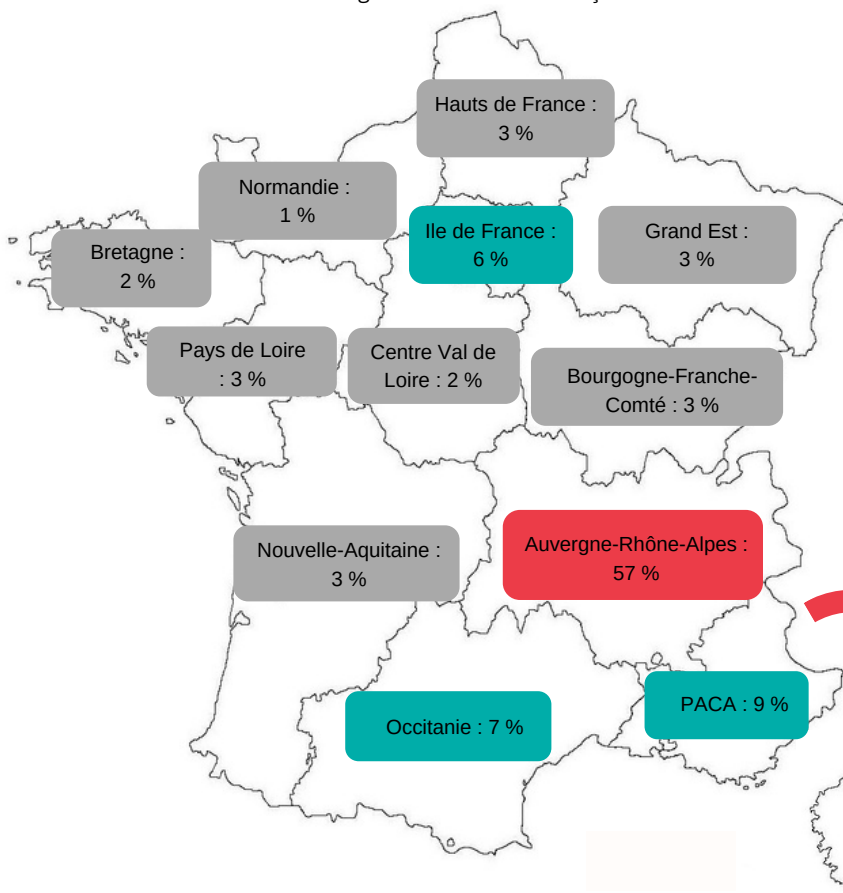 Hauts de France :
3 %
Normandie :
1 %
Ile de France :
6 %
Grand Est :
3 %
Bretagne :
2 %
Pays de Loire
: 3 %
Centre Val de
Loire : 2 %
Bourgogne-Franche-
Comté : 3 %
Nouvelle-Aquitaine :
3 %
Auvergne-Rhône-Alpes :
57 %
Occitanie : 7 %
PACA : 9 %